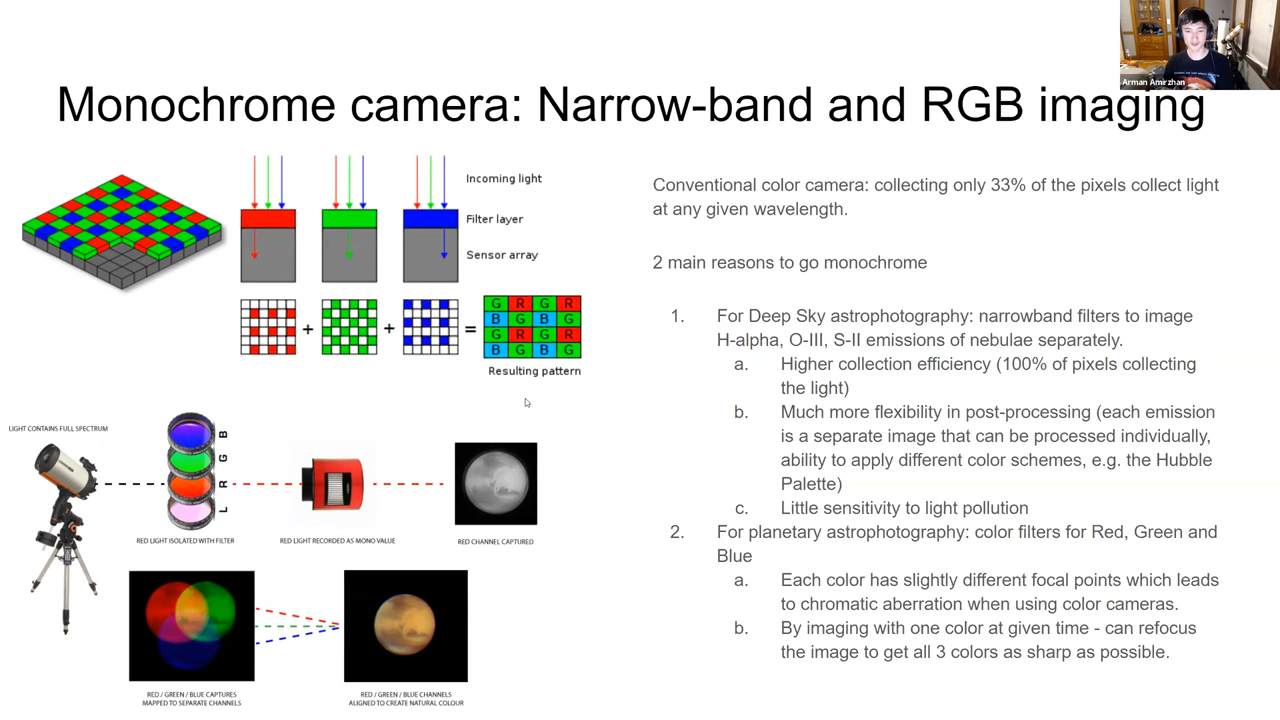 Arman Amirzhan
Monochrome camera: Narrow-band and RGB imaging
Incoming light
Filter layer
Sensor array
+ + =
G R G R
B G B G
G R G R
B G B G
Resulting pattern
LIGHT CONTAINS FULL SPECTRUM
B
G
R
L
RED LIGHT ISOLATED WITH FILTER
RED LIGHT RECORDED AS MONO VALUE
RED CHANNEL CAPTURED
RED / GREEN / BLUE CAPTURES
MAPPED TO SEPARATE CHANNELS
RED / GREEN / BLUE CHANNELS
ALIGNED TO CREATE NATURAL COLOUR
Conventional color camera: collecting only 33% of the pixels collect light
at any given wavelength.
2 main reasons to go monochrome
1. For Deep Sky astrophotography: narrowband filters to image
H-alpha, O-III, S-II emissions of nebulae separately.
a. Higher collection efficiency (100% of pixels collecting
the light)
b. Much more flexibility in post-processing (each emission
is a separate image that can be processed individually,
ability to apply different color schemes, e.g. the Hubble
Palette)
c. Little sensitivity to light pollution
2. For planetary astrophotography: color filters for Red, Green and
Blue
a. Each color has slightly different focal points which leads
to chromatic aberration when using color cameras.
b. By imaging with one color at given time - can refocus
the image to get all 3 colors as sharp as possible.